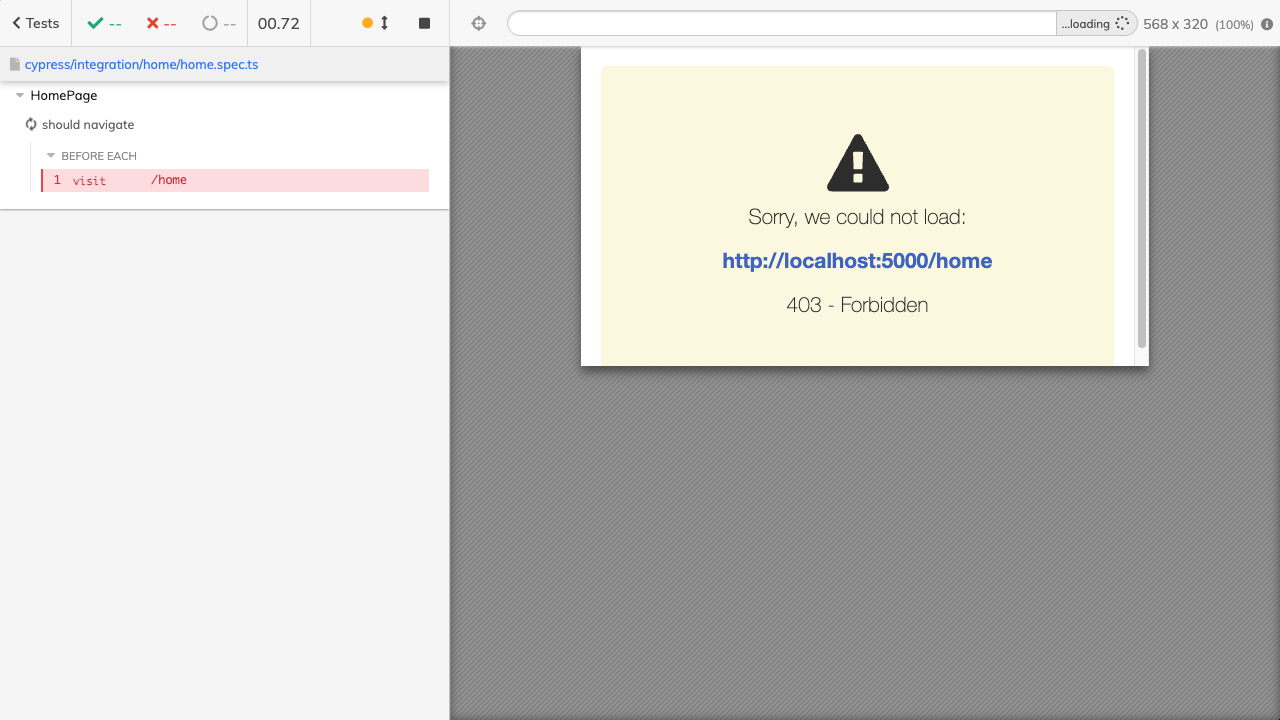 Tests
--
--
--
00.72
...loading
568 x 320 (100%)
cypress/integration/home/home.spec.ts
HomePage
should navigate
BEFORE EACH
1 visit /home
Sorry, we could not load:
http://localhost:5000/home
403 - Forbidden